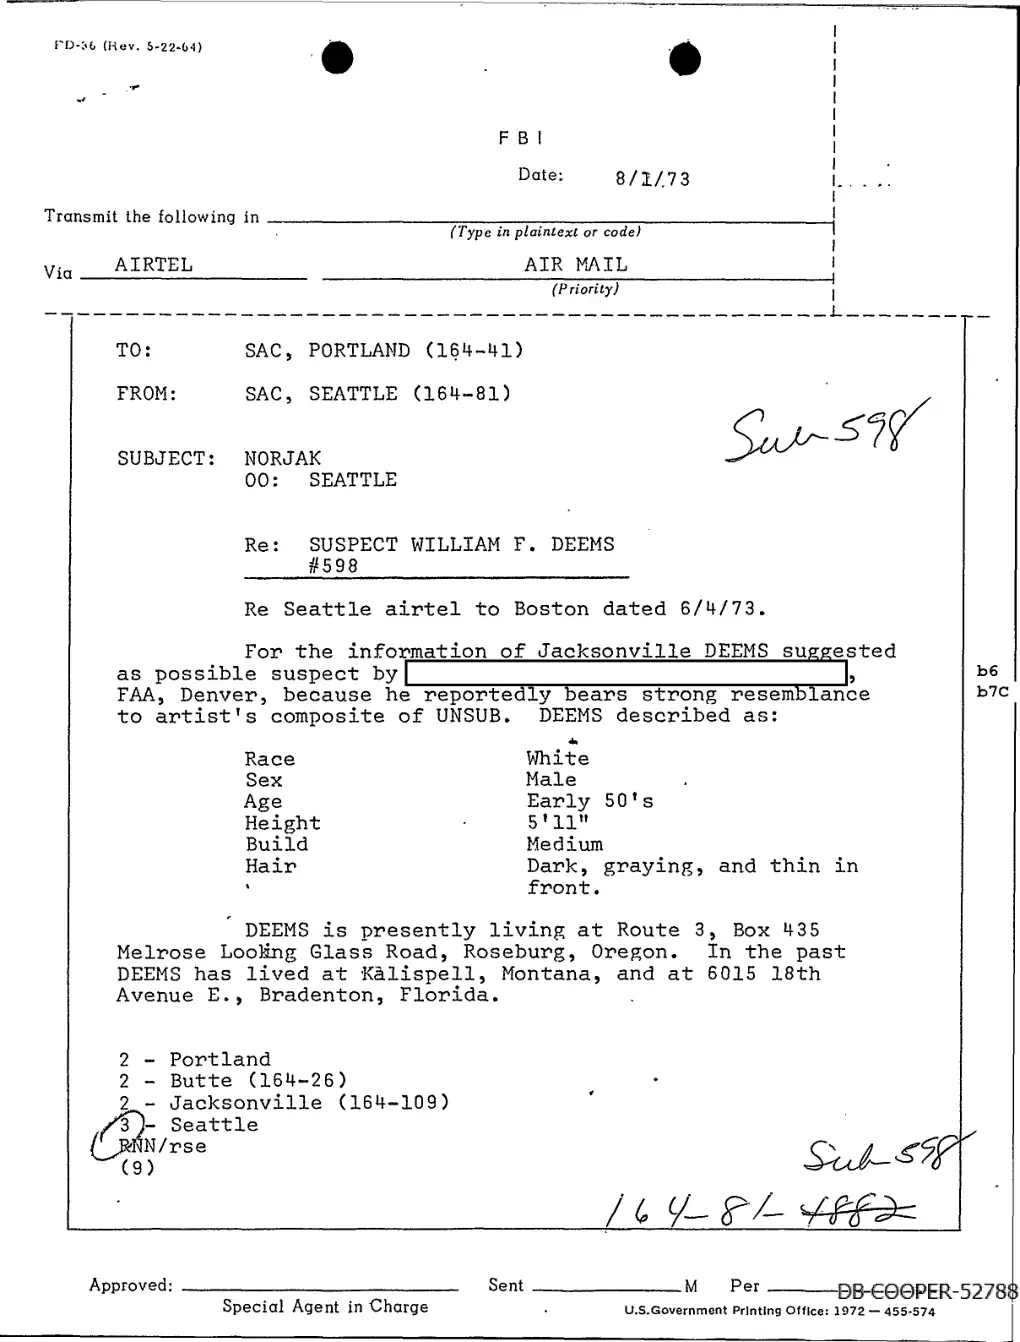 FD-36 (Rev. 5-22-64)
F B I
Date: 8/1/73
Transmit the following in
(Type in plaintext or code)
Via AIRTEL AIR MAIL
(Priority)
TO: SAC, PORTLAND (164-41)
FROM: SAC, SEATTLE (164-81)
Sub 598
SUBJECT: NORJAK
OO: SEATTLE
Re: SUSPECT WILLIAM F. DEEMS
#598
Re Seattle airtel to Boston dated 6/4/73.
For the information of Jacksonville DEEMS suggested
as possible suspect by , b6
FAA, Denver, because he reportedly bears strong resemblance b7C
to artist's composite of UNSUB. DEEMS described as:
Race White
Sex Male
Age Early 50's
Height 5'11"
Build Medium
Hair Dark, graying, and thin in
front.
DEEMS is presently living at Route 3, Box 435
Melrose Looking Glass Road, Roseburg, Oregon. In the past
DEEMS has lived at Kalispell, Montana, and at 6015 18th
Avenue E., Bradenton, Florida.
2 - Portland
2 - Butte (164-26)
2 - Jacksonville (164-109)
3 - Seattle
RNN/rse
(9)
Sub 598
164-81-4882
Approved: Sent M Per
Special Agent in Charge
U.S.Government Printing Office: 1972 — 455-574
DB-COOPER-52788